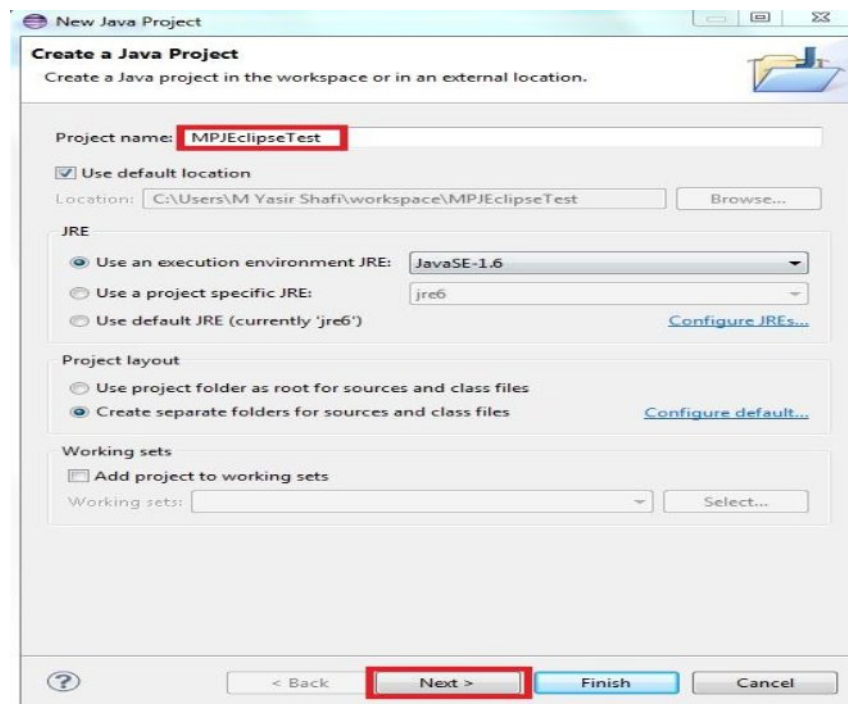 New Java Project
Create a Java Project
Create a Java project in the workspace or in an external location.
Project name: MPJEclipseTest
Use default location
Location: C:\Users\M Yasir Shafi\workspace\MPJEclipseTest Browse...
JRE
Use an execution environment JRE: JavaSE-1.6
Use a project specific JRE: jre6
Use default JRE (currently 'jre6') Configure JREs...
Project layout
Use project folder as root for sources and class files
Create separate folders for sources and class files Configure default...
Working sets
Add project to working sets
Working sets: Select...
? < Back Next > Finish Cancel